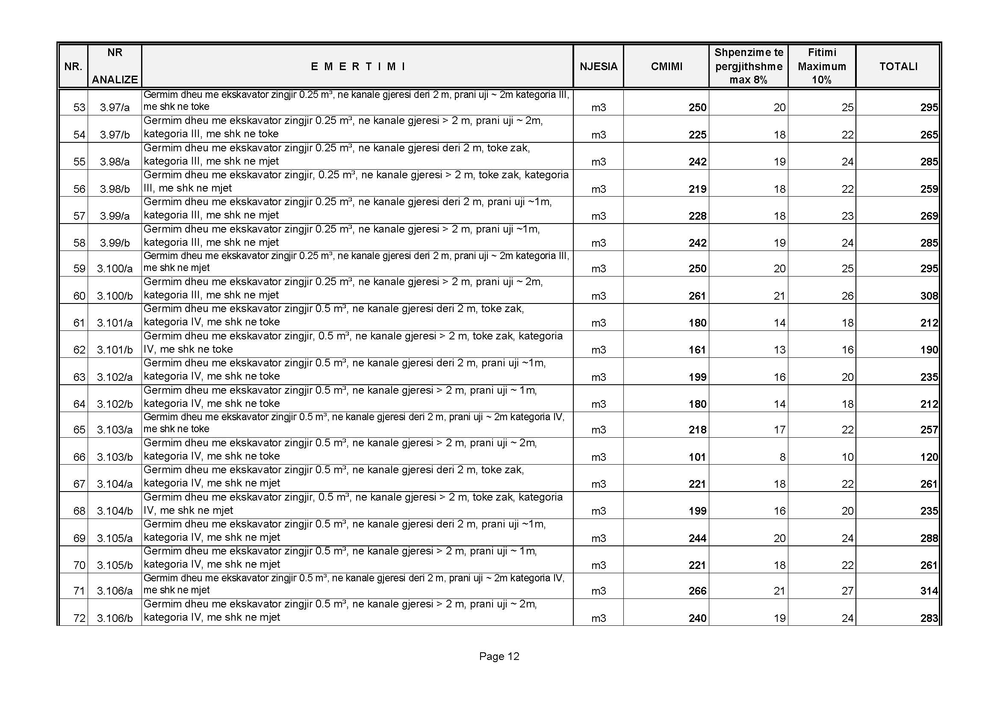 NR. NR ANALIZE E M E R T I M I NJESIA CMIMI Shpenzime te pergjithshme max 8% Fitimi Maximum 10% TOTALI
53 3.97/a Germim dheu me ekskavator zingjir 0.25 m³, ne kanale gjeresi deri 2 m, prani uji ~ 2m kategoria III,
me shk ne toke m3 250 20 25 295
54 3.97/b Germim dheu me ekskavator zingjir 0.25 m³, ne kanale gjeresi > 2 m, prani uji ~ 2m,
kategoria III, me shk ne toke m3 225 18 22 265
55 3.98/a Germim dheu me ekskavator zingjir 0.25 m³, ne kanale gjeresi deri 2 m, toke zak,
kategoria III, me shk ne mjet m3 242 19 24 285
56 3.98/b Germim dheu me ekskavator zingjir, 0.25 m³, ne kanale gjeresi > 2 m, toke zak, kategoria
III, me shk ne mjet m3 219 18 22 259
57 3.99/a Germim dheu me ekskavator zingjir 0.25 m³, ne kanale gjeresi deri 2 m, prani uji ~1m,
kategoria III, me shk ne mjet m3 228 18 23 269
58 3.99/b Germim dheu me ekskavator zingjir 0.25 m³, ne kanale gjeresi > 2 m, prani uji ~1m,
kategoria III, me shk ne mjet m3 242 19 24 285
59 3.100/a Germim dheu me ekskavator zingjir 0.25 m³, ne kanale gjeresi deri 2 m, prani uji ~ 2m kategoria III,
me shk ne mjet m3 250 20 25 295
60 3.100/b Germim dheu me ekskavator zingjir 0.25 m³, ne kanale gjeresi > 2 m, prani uji ~ 2m,
kategoria III, me shk ne mjet m3 261 21 26 308
61 3.101/a Germim dheu me ekskavator zingjir 0.5 m³, ne kanale gjeresi deri 2 m, toke zak,
kategoria IV, me shk ne toke m3 180 14 18 212
62 3.101/b Germim dheu me ekskavator zingjir, 0.5 m³, ne kanale gjeresi > 2 m, toke zak, kategoria
IV, me shk ne toke m3 161 13 16 190
63 3.102/a Germim dheu me ekskavator zingjir 0.5 m³, ne kanale gjeresi deri 2 m, prani uji ~1m,
kategoria IV, me shk ne toke m3 199 16 20 235
64 3.102/b Germim dheu me ekskavator zingjir 0.5 m³, ne kanale gjeresi > 2 m, prani uji ~ 1m,
kategoria IV, me shk ne toke m3 180 14 18 212
65 3.103/a Germim dheu me ekskavator zingjir 0.5 m³, ne kanale gjeresi deri 2 m, prani uji ~ 2m kategoria IV,
me shk ne toke m3 218 17 22 257
66 3.103/b Germim dheu me ekskavator zingjir 0.5 m³, ne kanale gjeresi > 2 m, prani uji ~ 2m,
kategoria IV, me shk ne toke m3 101 8 10 120
67 3.104/a Germim dheu me ekskavator zingjir 0.5 m³, ne kanale gjeresi deri 2 m, toke zak,
kategoria IV, me shk ne mjet m3 221 18 22 261
68 3.104/b Germim dheu me ekskavator zingjir, 0.5 m³, ne kanale gjeresi > 2 m, toke zak, kategoria
IV, me shk ne mjet m3 199 16 20 235
69 3.105/a Germim dheu me ekskavator zingjir 0.5 m³, ne kanale gjeresi deri 2 m, prani uji ~1m,
kategoria IV, me shk ne mjet m3 244 20 24 288
70 3.105/b Germim dheu me ekskavator zingjir 0.5 m³, ne kanale gjeresi > 2 m, prani uji ~ 1m,
kategoria IV, me shk ne mjet m3 221 18 22 261
71 3.106/a Germim dheu me ekskavator zingjir 0.5 m³, ne kanale gjeresi deri 2 m, prani uji ~ 2m kategoria IV,
me shk ne mjet m3 266 21 27 314
72 3.106/b Germim dheu me ekskavator zingjir 0.5 m³, ne kanale gjeresi > 2 m, prani uji ~ 2m,
kategoria IV, me shk ne mjet m3 240 19 24 283
Page 12